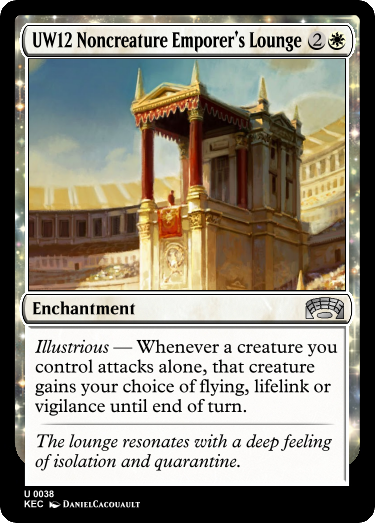 UW12 Noncreature Emporer's Lounge 2
Enchantment
Illustrious — Whenever a creature you
control attacks alone, that creature
gains your choice of flying, lifelink or
vigilance until end of turn.
The lounge resonates with a deep feeling
of isolation and quarantine.
U 0038
KEC DanielCacouault